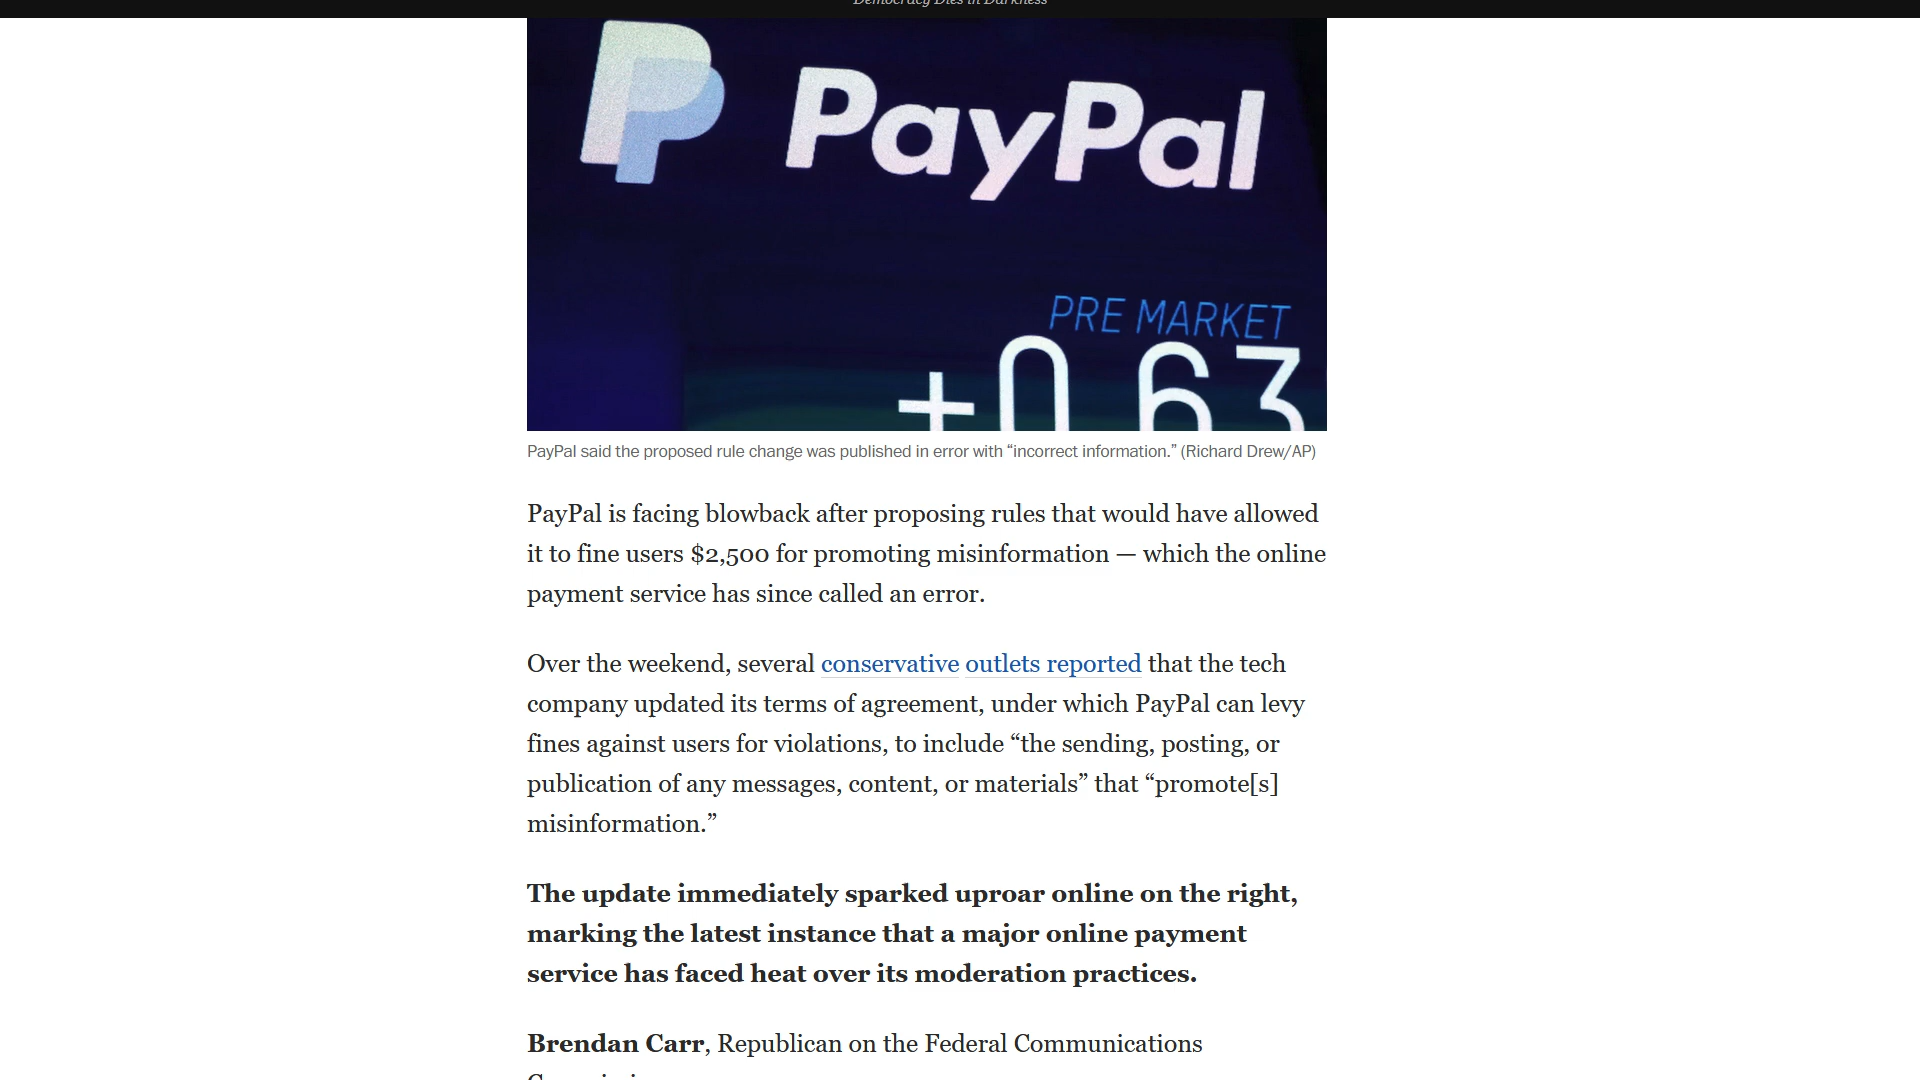 Democracy Dies in Darkness
PayPal
PRE MARKET
+0.63
PayPal said the proposed rule change was published in error with “incorrect information.” (Richard Drew/AP)
PayPal is facing blowback after proposing rules that would have allowed
it to fine users $2,500 for promoting misinformation — which the online
payment service has since called an error.
Over the weekend, several conservative outlets reported that the tech
company updated its terms of agreement, under which PayPal can levy
fines against users for violations, to include “the sending, posting, or
publication of any messages, content, or materials” that “promote[s]
misinformation.”
The update immediately sparked uproar online on the right,
marking the latest instance that a major online payment
service has faced heat over its moderation practices.
Brendan Carr, Republican on the Federal Communications